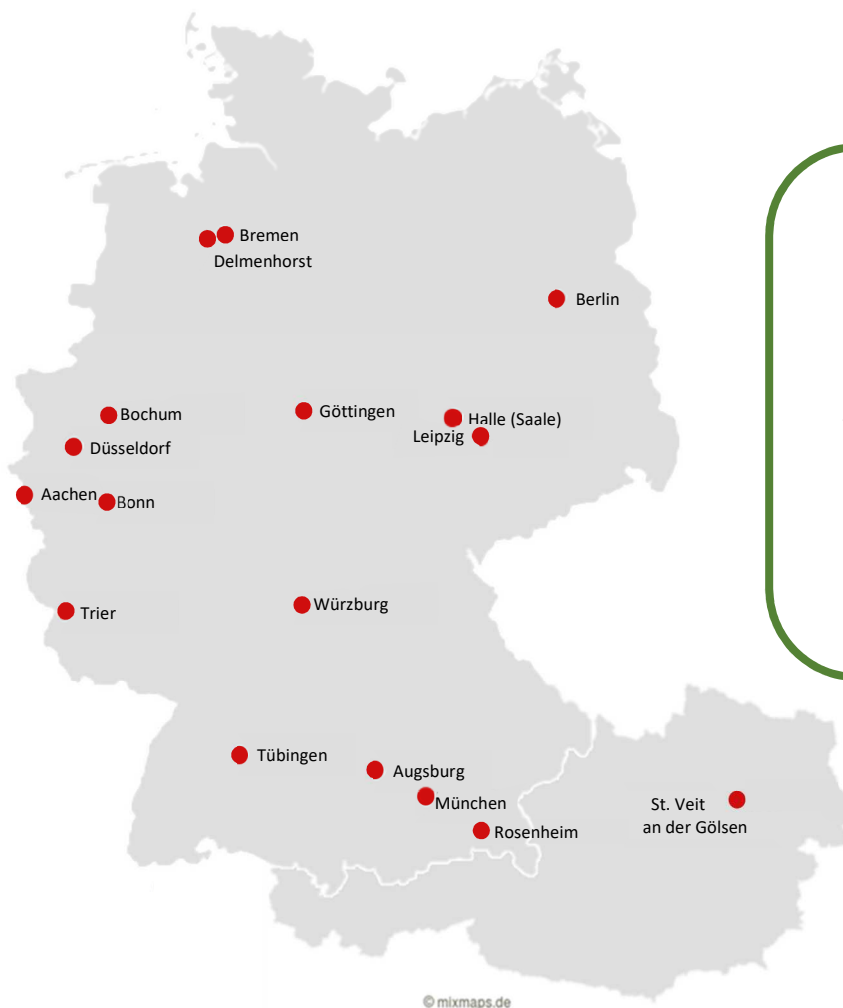 Bremen
Delmenhorst
Berlin
Göttingen
Bochum
Halle (Saale)
Leipzig
Düsseldorf
Aachen
Bonn
Würzburg
Trier
Tübingen
Augsburg
München
St. Veit
an der Gölsen
Rosenheim
© mixmaps.de